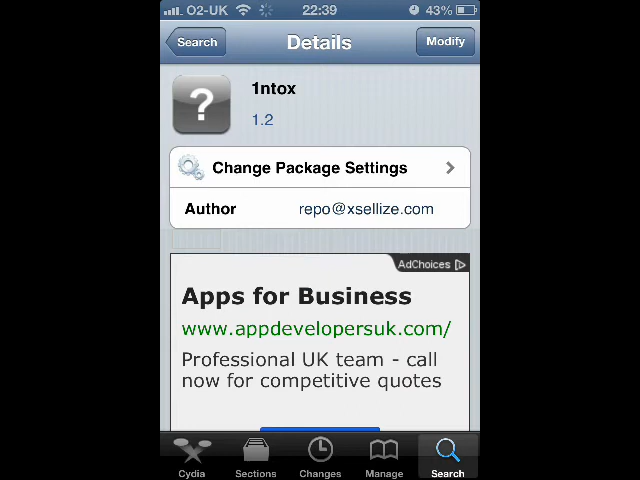 O2-UK 22:39 43%
Search Details Modify
?
1ntox
1.2
Change Package Settings
Author repo@xsellize.com
AdChoices
Apps for Business
www.appdevelopersuk.com/
Professional UK team - call
now for competitive quotes
Cydia Sections Changes Manage Search